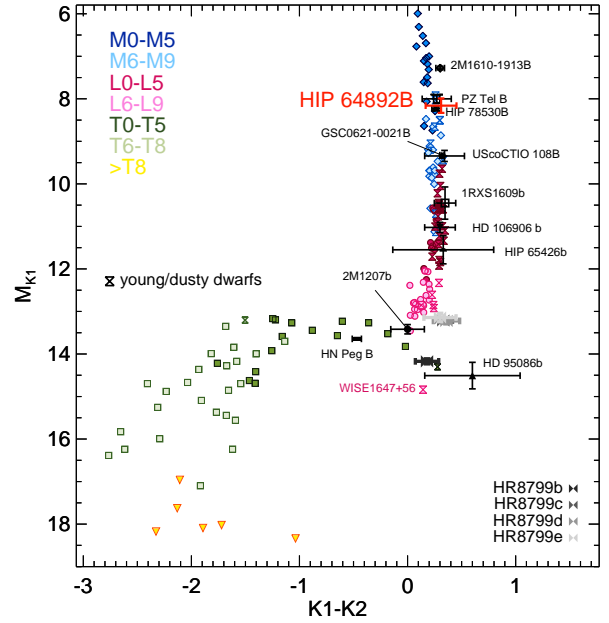 M0-M5
M6-M9
L0-L5
L6-L9
T0-T5
T6-T8
>T8
2M1610-1913B
HIP 64892B
PZ Tel B
HIP 78530B
GSC0621-0021B
UScoCTIO 108B
1RXS1609b
HD 106906 b
HIP 65426b
young/dusty dwarfs
2M1207b
HN Peg B
HD 95086b
WISE1647+56
HR8799b
HR8799c
HR8799d
HR8799e
6
8
10
12
14
16
18
MK1
-3
-2
-1
0
1
K1-K2